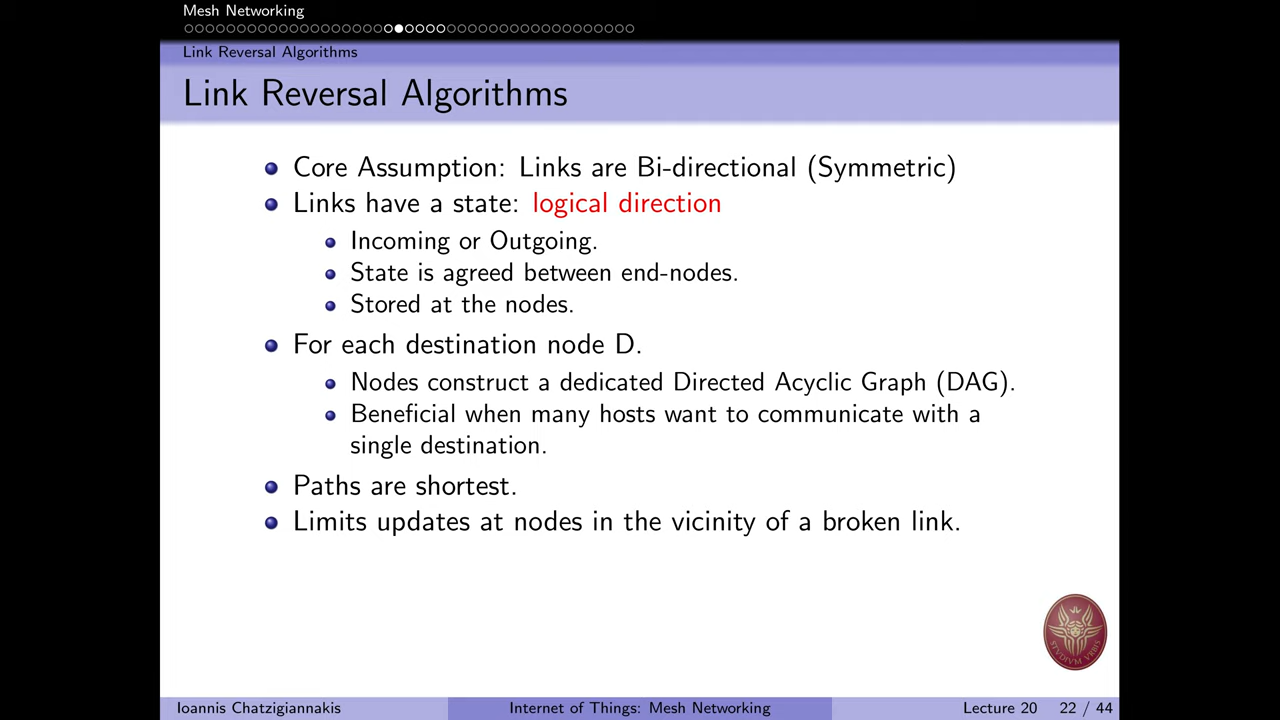 Mesh Networking
Link Reversal Algorithms
Link Reversal Algorithms
Core Assumption: Links are Bi-directional (Symmetric)
Links have a state: logical direction
Incoming or Outgoing.
State is agreed between end-nodes.
Stored at the nodes.
For each destination node D.
Nodes construct a dedicated Directed Acyclic Graph (DAG).
Beneficial when many hosts want to communicate with a
single destination.
Paths are shortest.
Limits updates at nodes in the vicinity of a broken link.
STVDIVM VRBIS
Ioannis Chatzigiannakis
Internet of Things: Mesh Networking
Lecture 20
22 / 44